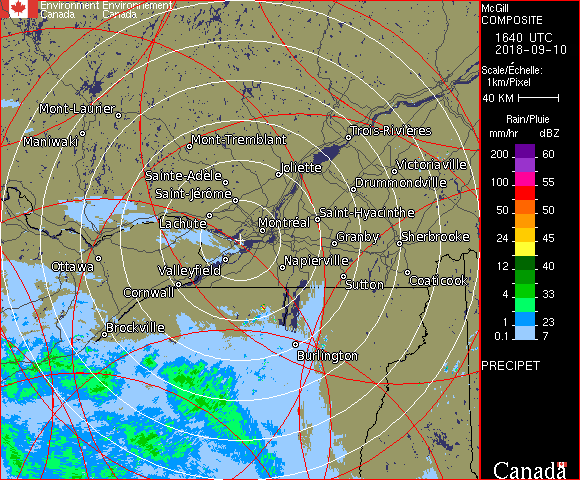 Environment Environnement
Canada Canada
McGill
COMPOSITE
1640 UTC
2018-09-10
Scale/Échelle:
1km/Pixel
40 KM
Rain/Pluie
mm/hr dBZ
200 60
55
100 55
50 50
24 45
12 40
4 33
1 23
0.1 7
PRECIPET
Canada
Mont-Laurier
Maniwaki
Mont-Tremblant
Trois-Rivières
Sainte-Adèle
Joliette
Victoriaville
Saint-Jérôme
Drummondville
Lachute
Saint-Hyacinthe
Montréal
Granby
Sherbrooke
Ottawa
Valleyfield
Napierville
Cornwall
Sutton
Coaticook
Brockville
Burlington